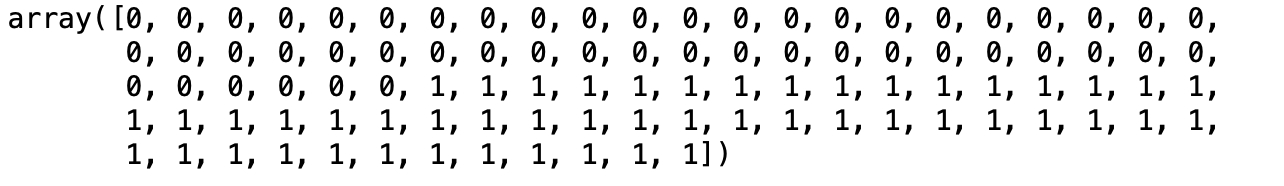 array([0, 0, 0, 0, 0, 0, 0, 0, 0, 0, 0, 0, 0, 0, 0, 0, 0, 0, 0, 0, 0, 0,
0, 0, 0, 0, 0, 0, 0, 0, 0, 0, 0, 0, 0, 0, 0, 0, 0, 0, 0, 0, 0, 0,
0, 0, 0, 0, 0, 0, 1, 1, 1, 1, 1, 1, 1, 1, 1, 1, 1, 1, 1, 1, 1, 1,
1, 1, 1, 1, 1, 1, 1, 1, 1, 1, 1, 1, 1, 1, 1, 1, 1, 1, 1, 1, 1, 1,
1, 1, 1, 1, 1, 1, 1, 1, 1, 1, 1, 1])